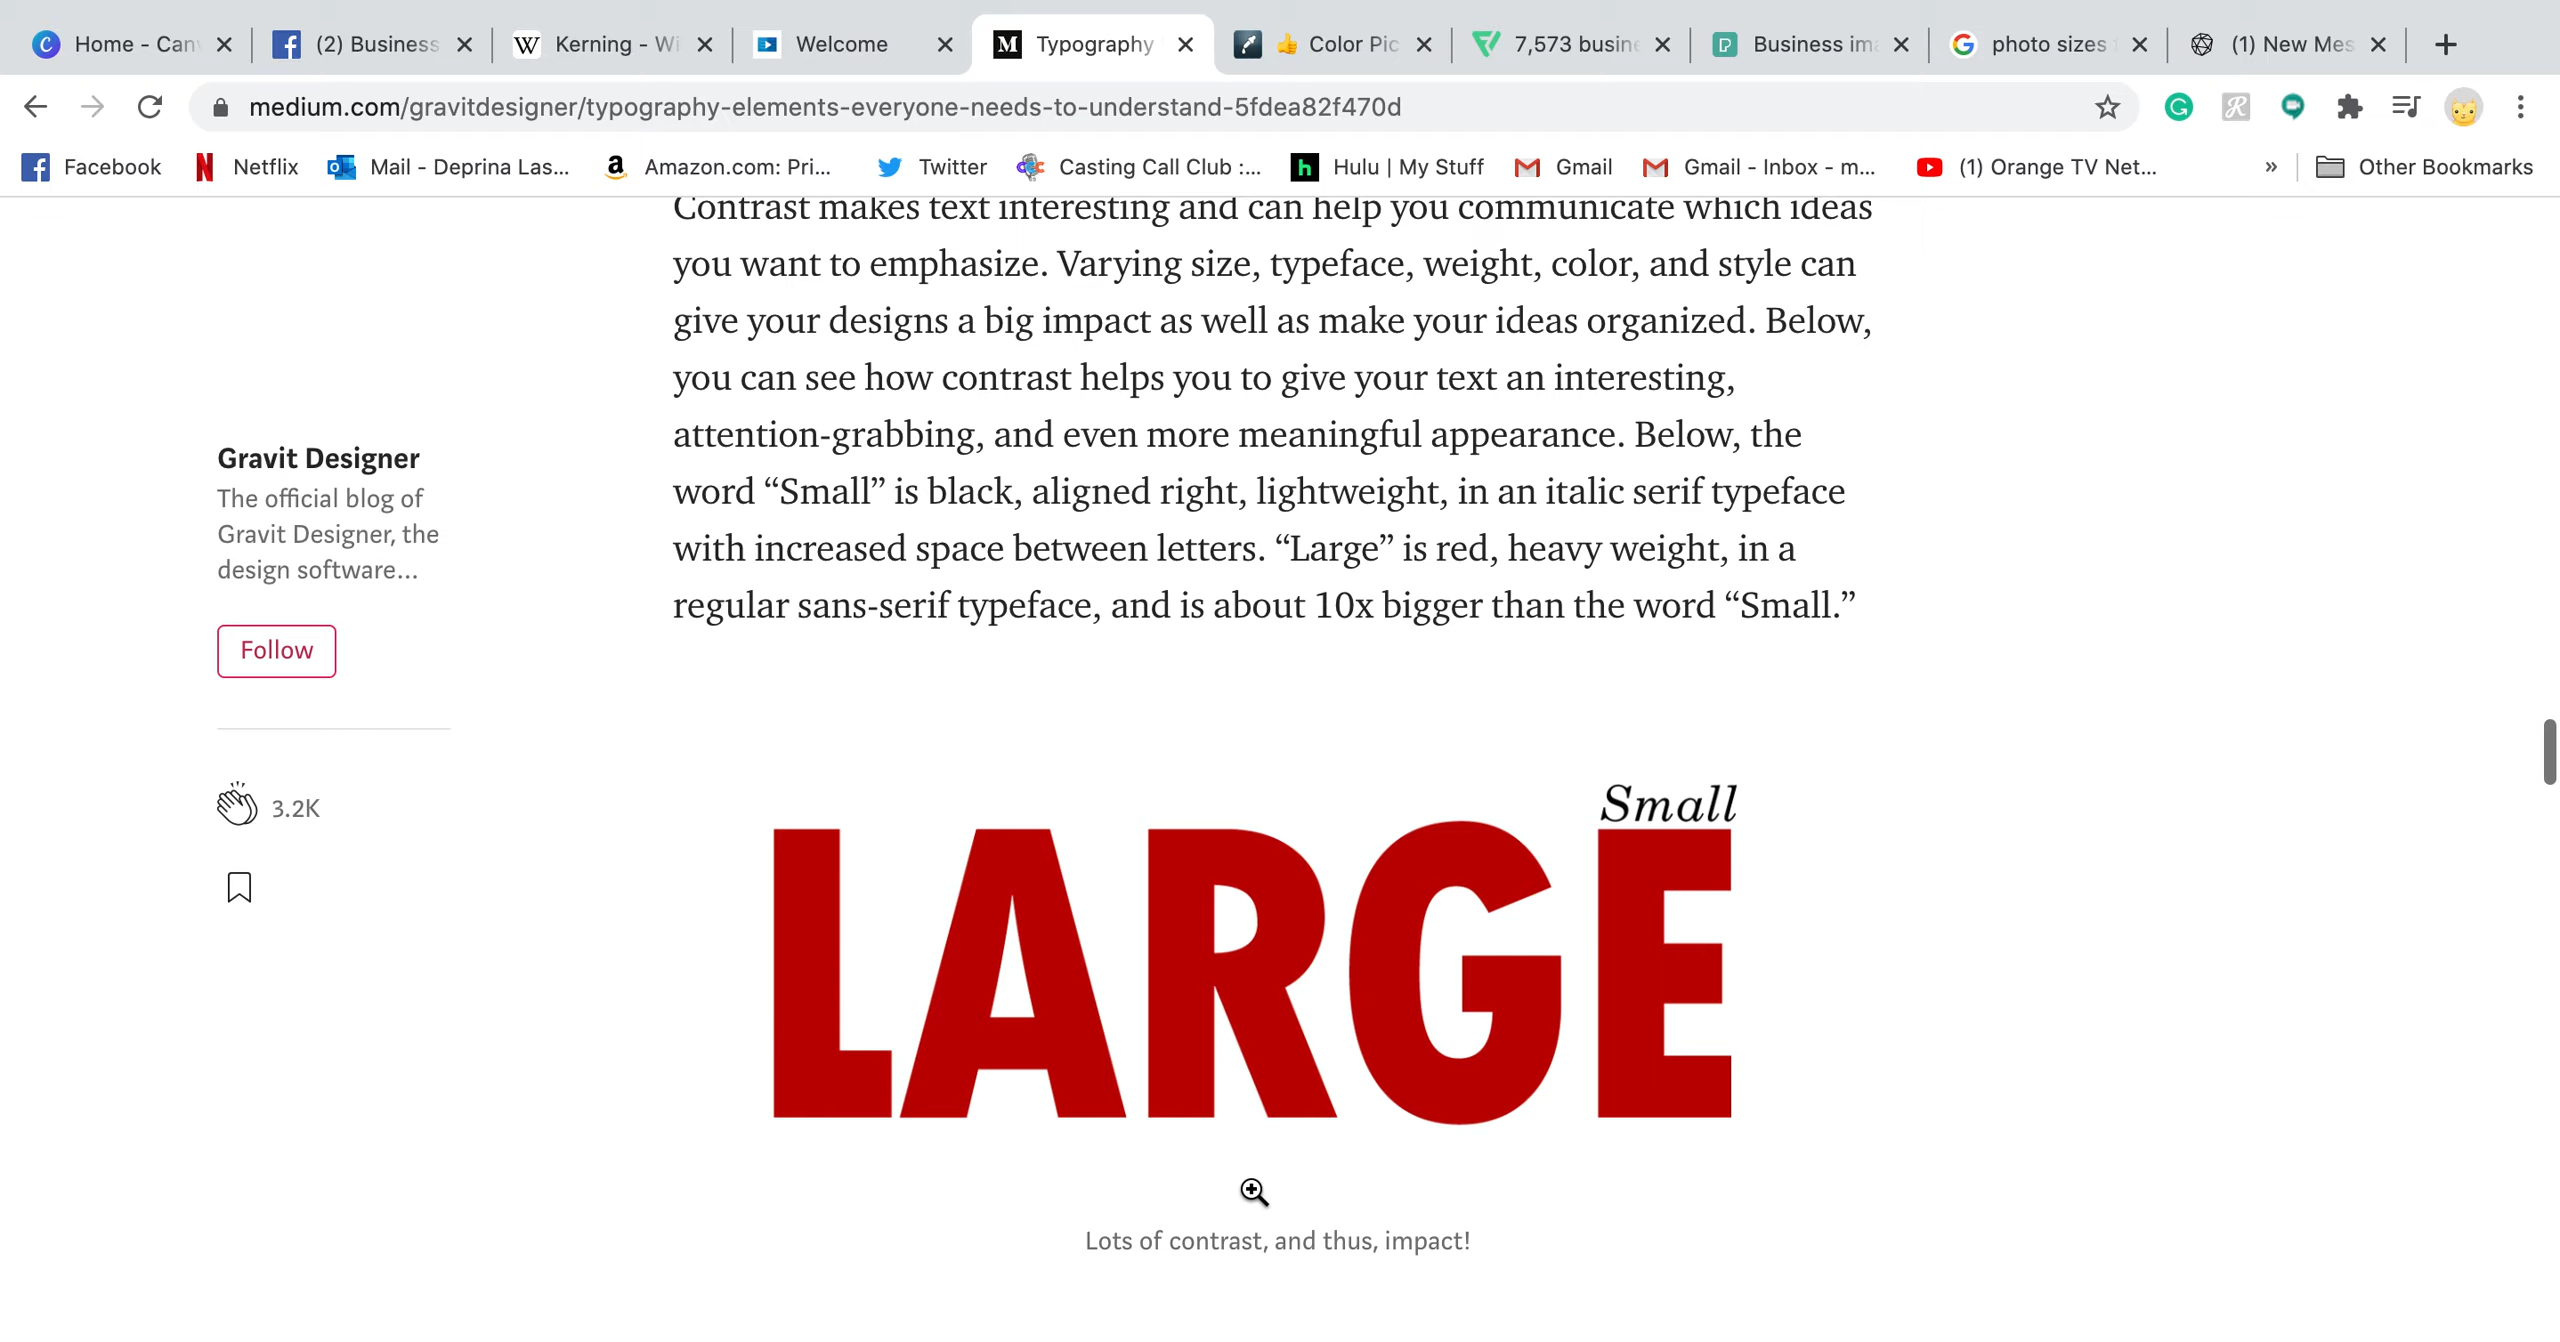 Home - Can
(2) Business
Kerning - Wi
Welcome
Typography
👍 Color Pic
7,573 busine
Business ima
photo sizes
(1) New Mes
medium.com/gravitdesigner/typography-elements-everyone-needs-to-understand-5fdea82f470d
Facebook
Netflix
Mail - Deprina Las...
Amazon.com: Pri...
Twitter
Casting Call Club :...
Hulu | My Stuff
Gmail
Gmail - Inbox - m...
(1) Orange TV Net...
»
Other Bookmarks
Contrast makes text interesting and can help you communicate which ideas
you want to emphasize. Varying size, typeface, weight, color, and style can
give your designs a big impact as well as make your ideas organized. Below,
you can see how contrast helps you to give your text an interesting,
attention-grabbing, and even more meaningful appearance. Below, the
word “Small” is black, aligned right, lightweight, in an italic serif typeface
with increased space between letters. “Large” is red, heavy weight, in a
regular sans-serif typeface, and is about 10x bigger than the word “Small.”
Gravit Designer
The official blog of
Gravit Designer, the
design software...
Follow
3.2K
Small
LARGE
Lots of contrast, and thus, impact!